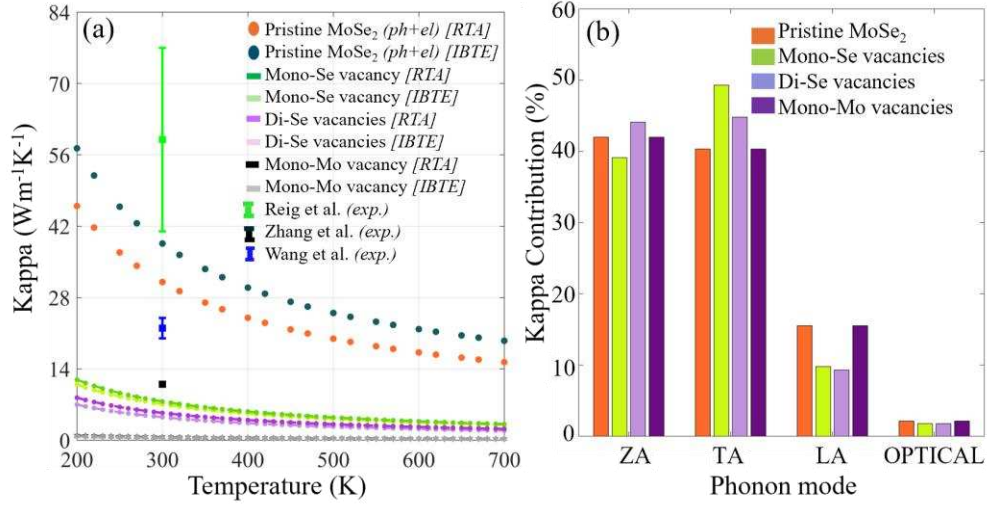 (a)
Kappa (Wm⁻¹K⁻¹)
84
70
56
42
28
14
0
Pristine MoSe₂ (ph+el) [RTA]
Pristine MoSe₂ (ph+el) [IBTE]
Mono-Se vacancy [RTA]
Mono-Se vacancy [IBTE]
Di-Se vacancies [RTA]
Di-Se vacancies [IBTE]
Mono-Mo vacancy [RTA]
Mono-Mo vacancy [IBTE]
Reig et al. (exp.)
Zhang et al. (exp.)
Wang et al. (exp.)
200 300 400 500 600 700
Temperature (K)
(b)
Kappa Contribution (%)
60
50
40
30
20
10
0
Pristine MoSe₂
Mono-Se vacancies
Di-Se vacancies
Mono-Mo vacancies
ZA TA LA OPTICAL
Phonon mode